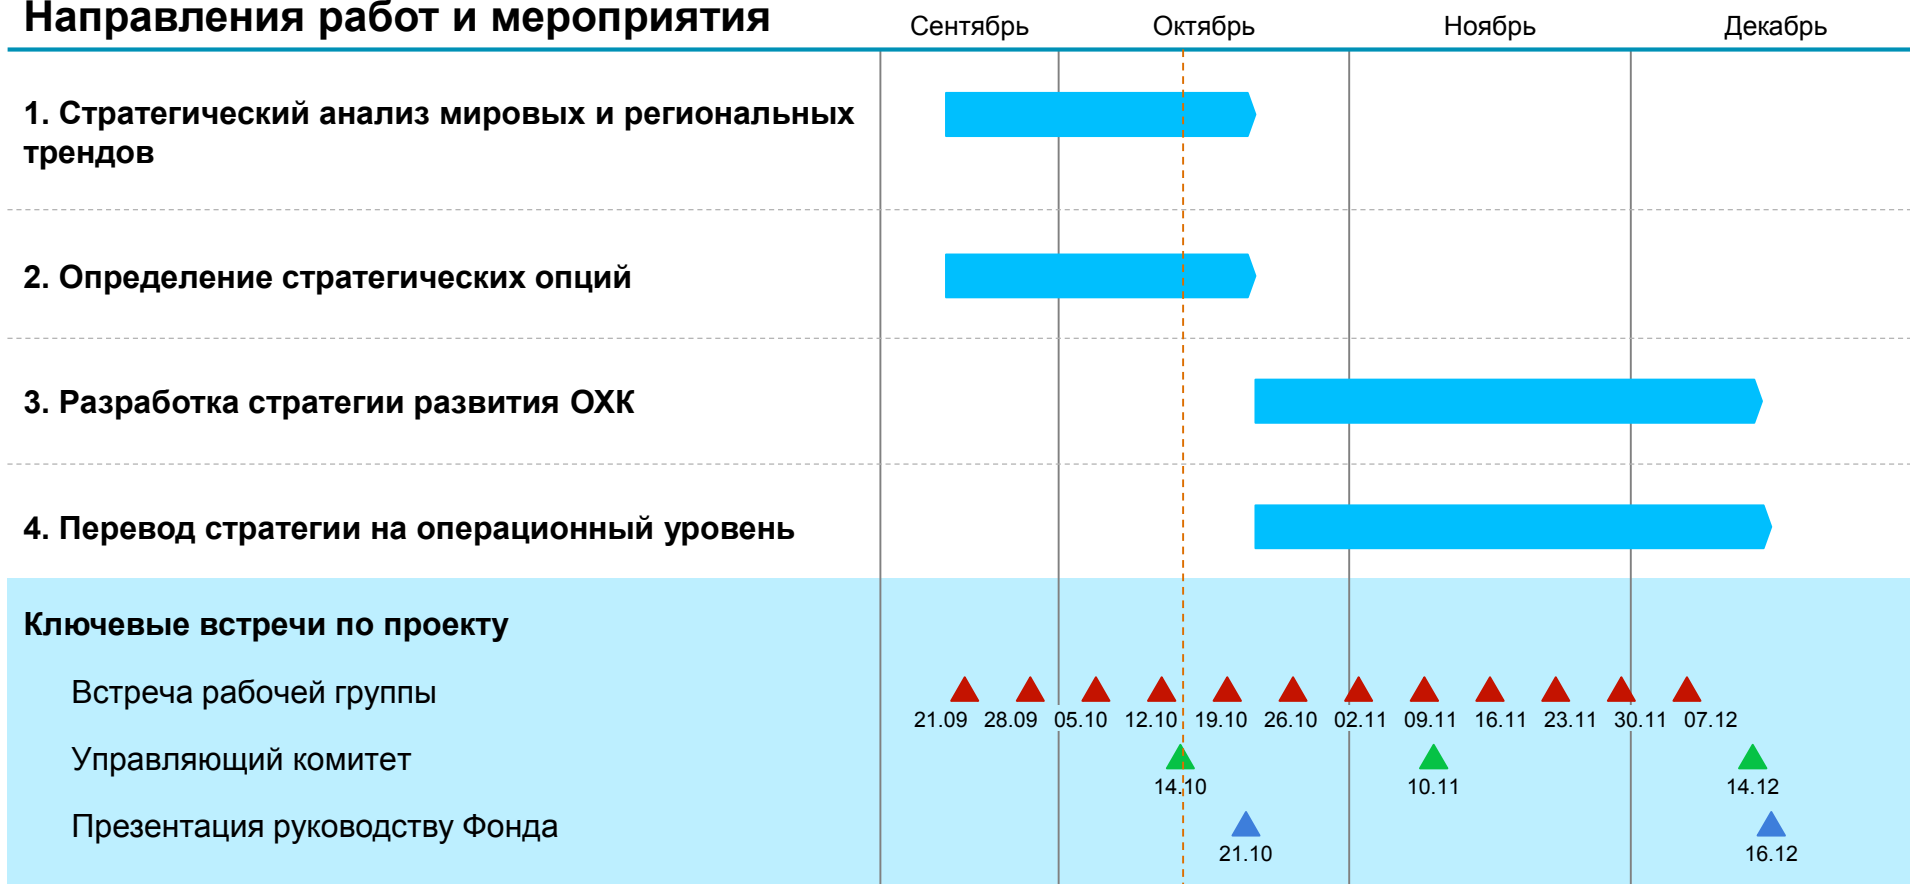 Направления работ и мероприятия
Сентябрь
Октябрь
Ноябрь
Декабрь
1. Стратегический анализ мировых и региональных
трендов
2. Определение стратегических опций
3. Разработка стратегии развития ОХК
4. Перевод стратегии на операционный уровень
Ключевые встречи по проекту
Встреча рабочей группы
21.09 28.09 05.10 12.10 19.10 26.10 02.11 09.11 16.11 23.11 30.11 07.12
Управляющий комитет
14.10 10.11 14.12
Презентация руководству Фонда
21.10 16.12